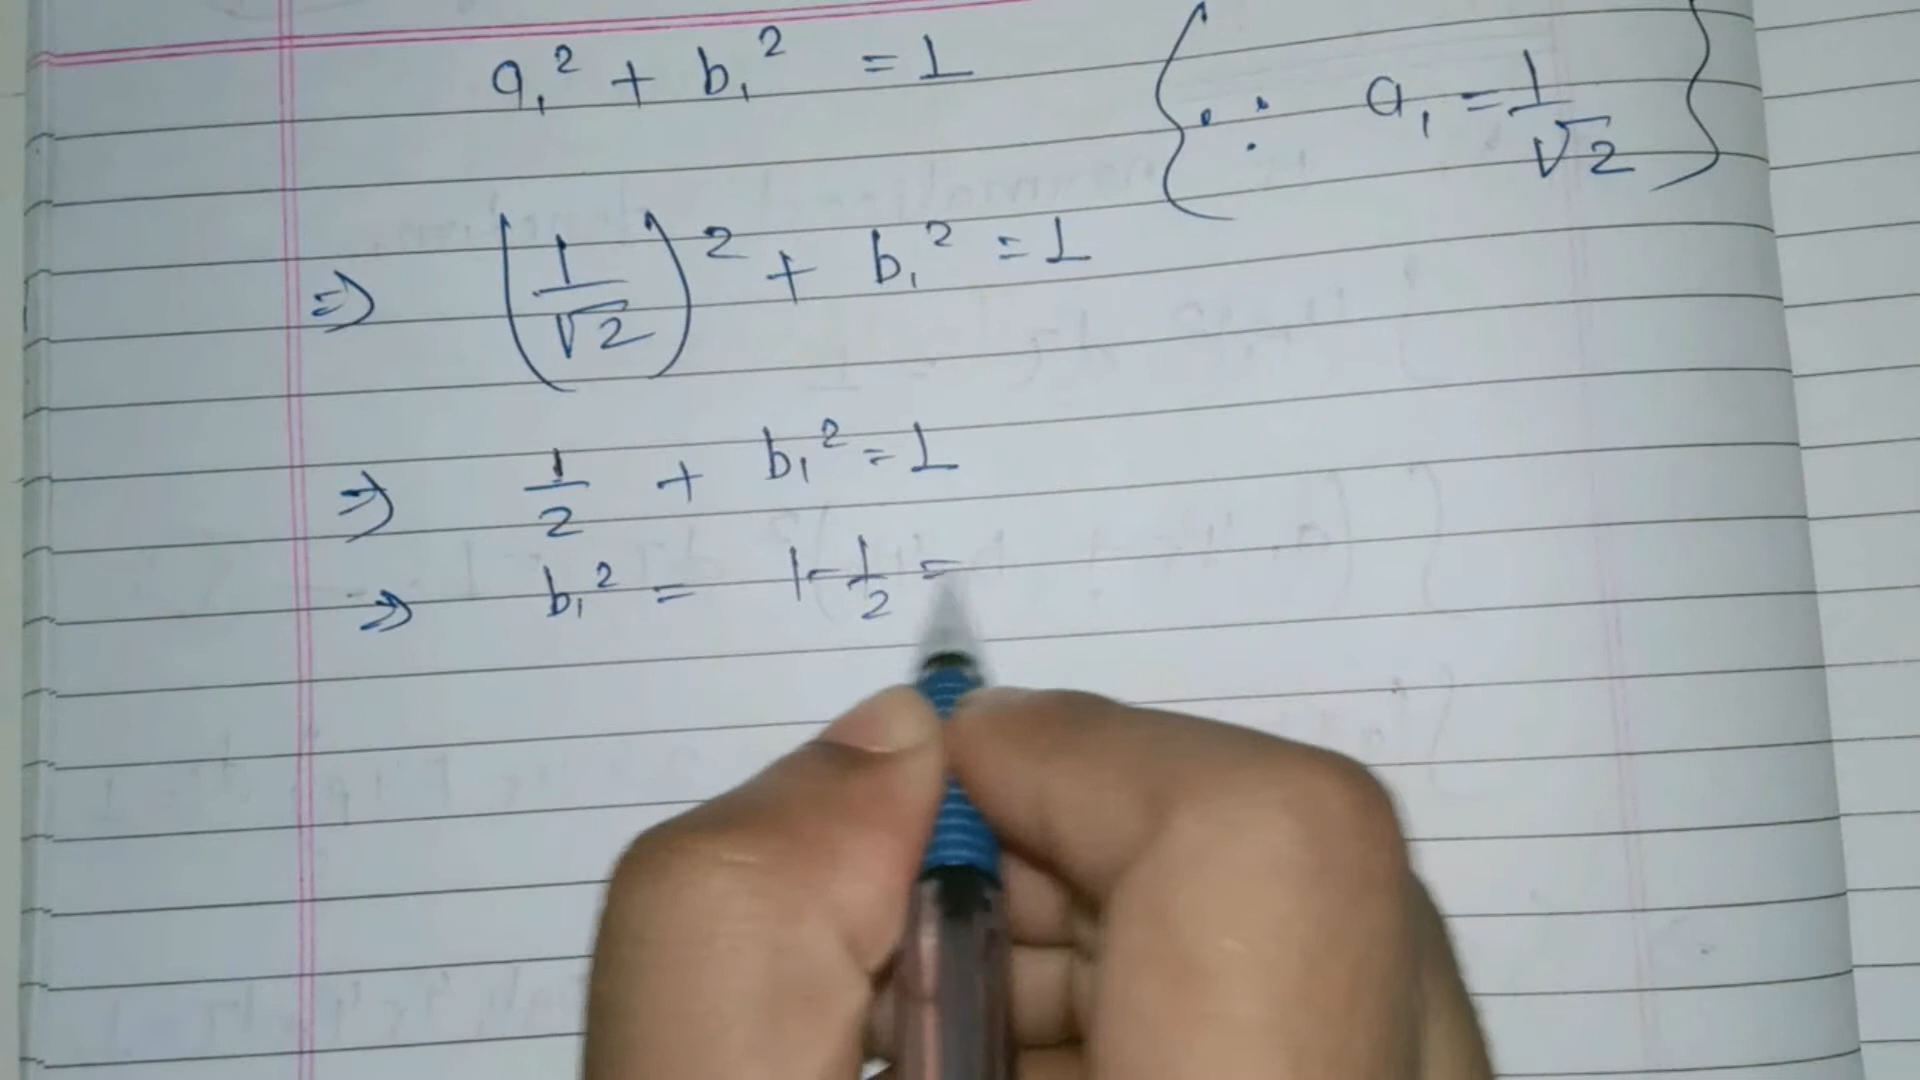 a₁² + b₁² = 1 { ∵ a₁ = 1/√2 }
⇒ (1/√2)² + b₁² = 1
⇒ 1/2 + b₁² = 1
⇒ b₁² = 1 - 1/2 =